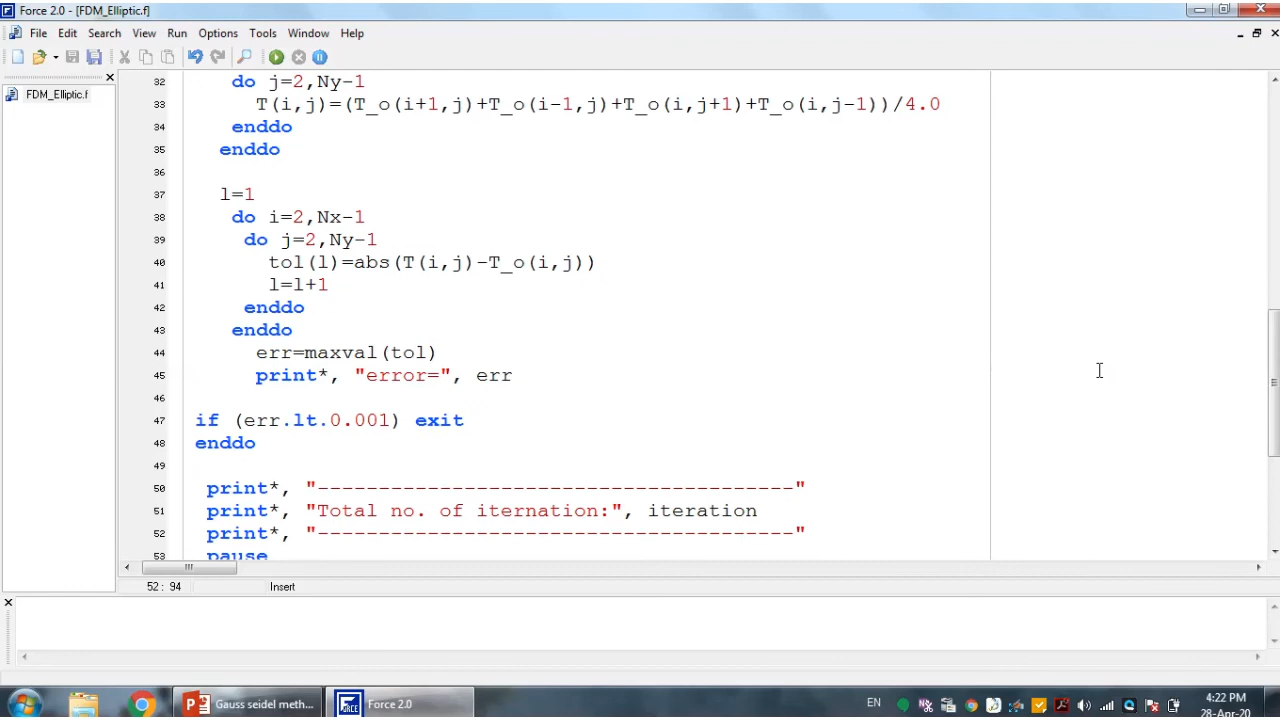 Force 2.0 - [FDM_Elliptic.f]
File Edit Search View Run Options Tools Window Help
FDM_Elliptic.f
32 do j=2,Ny-1
33 T(i,j)=(T_o(i+1,j)+T_o(i-1,j)+T_o(i,j+1)+T_o(i,j-1))/4.0
34 enddo
35 enddo
36
37 l=1
38 do i=2,Nx-1
39 do j=2,Ny-1
40 tol(l)=abs(T(i,j)-T_o(i,j))
41 l=l+1
42 enddo
43 enddo
44 err=maxval(tol)
45 print*, "error=", err
46
47 if (err.lt.0.001) exit
48 enddo
49
50 print*, "---------------------------------------"
51 print*, "Total no. of iternation:", iteration
52 print*, "---------------------------------------"
53 pause
52: 94 Insert
Gauss seidel meth... Force 2.0 EN 4:22 PM
28-Apr-20